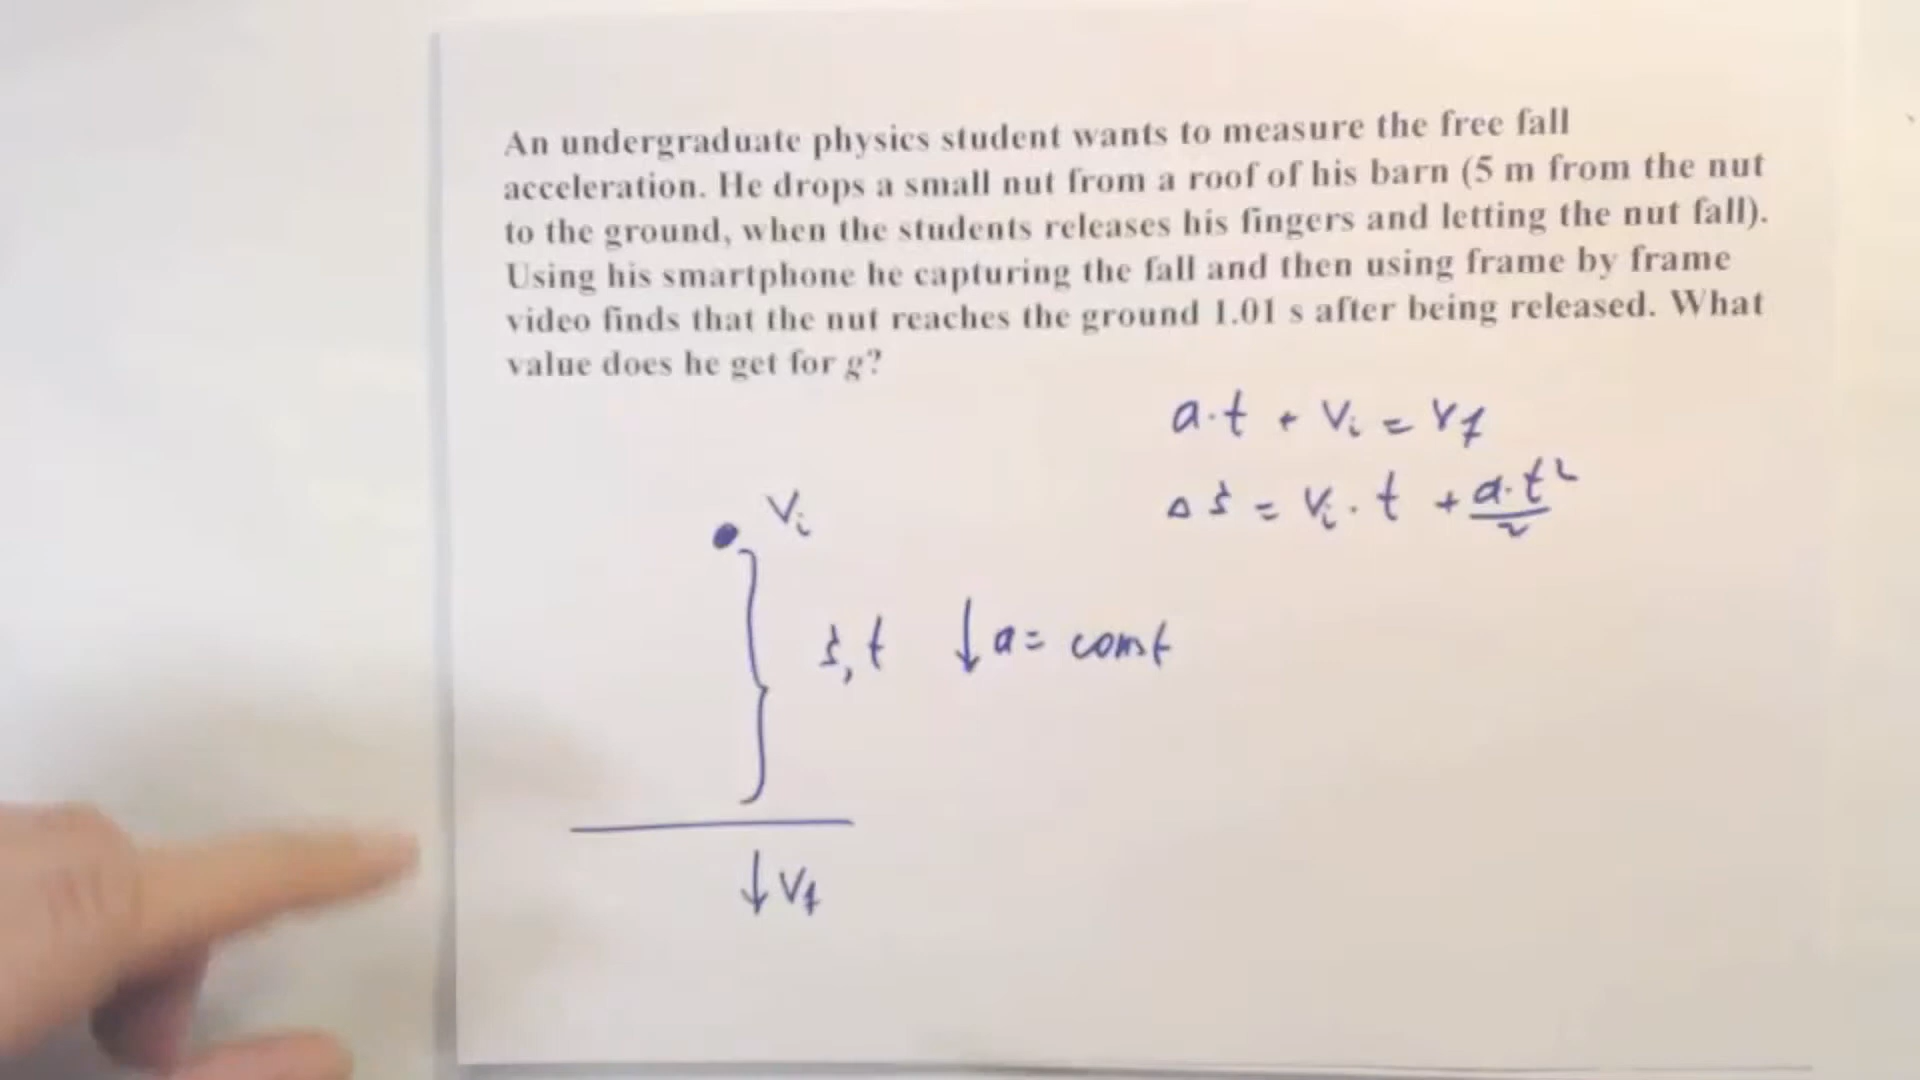 An undergraduate physics student wants to measure the free fall
acceleration. He drops a small nut from a roof of his barn (5 m from the nut
to the ground, when the students releases his fingers and letting the nut fall).
Using his smartphone he capturing the fall and then using frame by frame
video finds that the nut reaches the ground 1.01 s after being released. What
value does he get for g?
a·t + Vi = Vf
Δs = Vi · t + a·t²/2
Vi
s, t ↓ a = const
↓ Vf